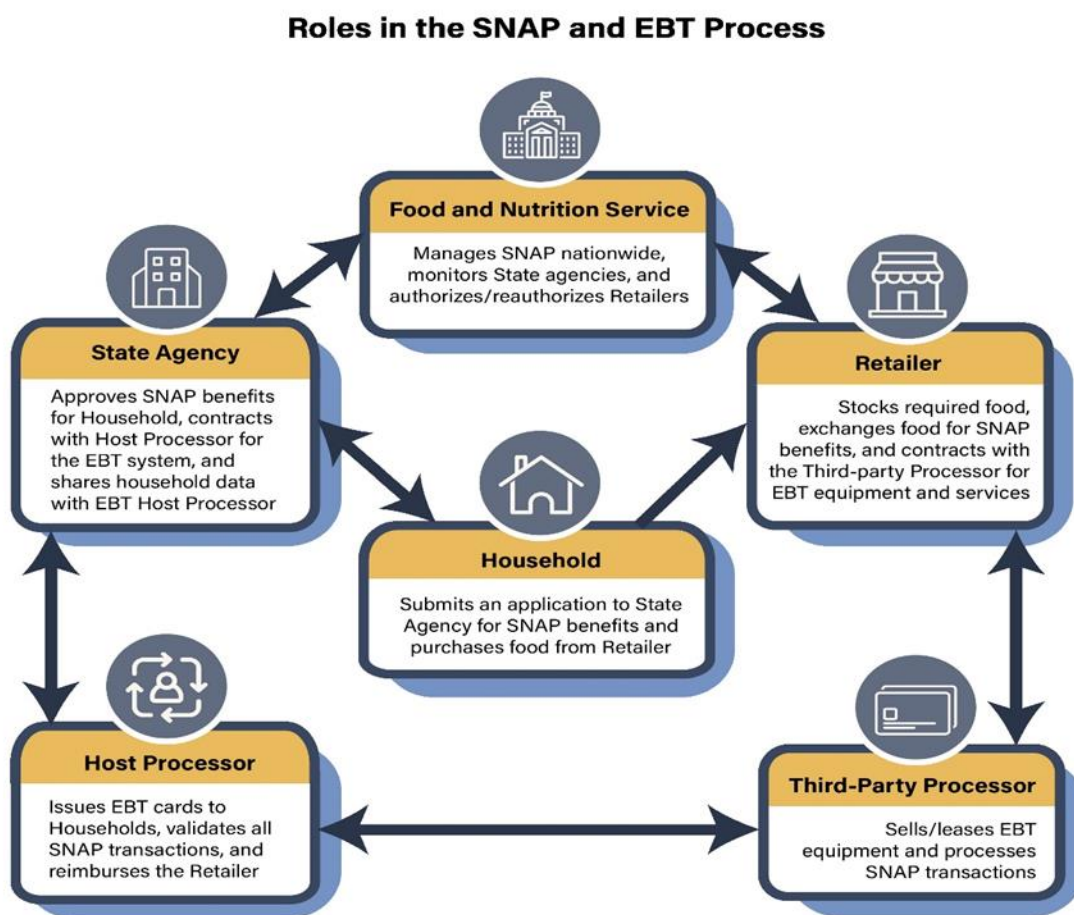 Roles in the SNAP and EBT Process
Food and Nutrition Service
Manages SNAP nationwide,
monitors State agencies, and
authorizes/reauthorizes Retailers
State Agency
Approves SNAP benefits
for Household, contracts
with Host Processor for
the EBT system, and
shares household data
with EBT Host Processor
Retailer
Stocks required food,
exchanges food for SNAP
benefits, and contracts with
the Third-party Processor for
EBT equipment and services
Household
Submits an application to State
Agency for SNAP benefits and
purchases food from Retailer
Host Processor
Issues EBT cards to
Households, validates all
SNAP transactions, and
reimburses the Retailer
Third-Party Processor
Sells/leases EBT
equipment and processes
SNAP transactions